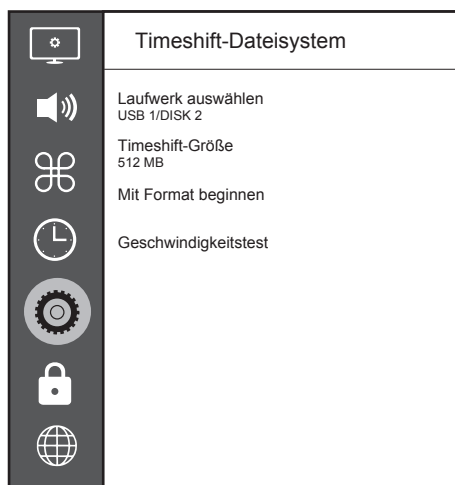 Timeshift-Dateisystem
Laufwerk auswählen
USB 1/DISK 2
Timeshift-Größe
512 MB
Mit Format beginnen
Geschwindigkeitstest